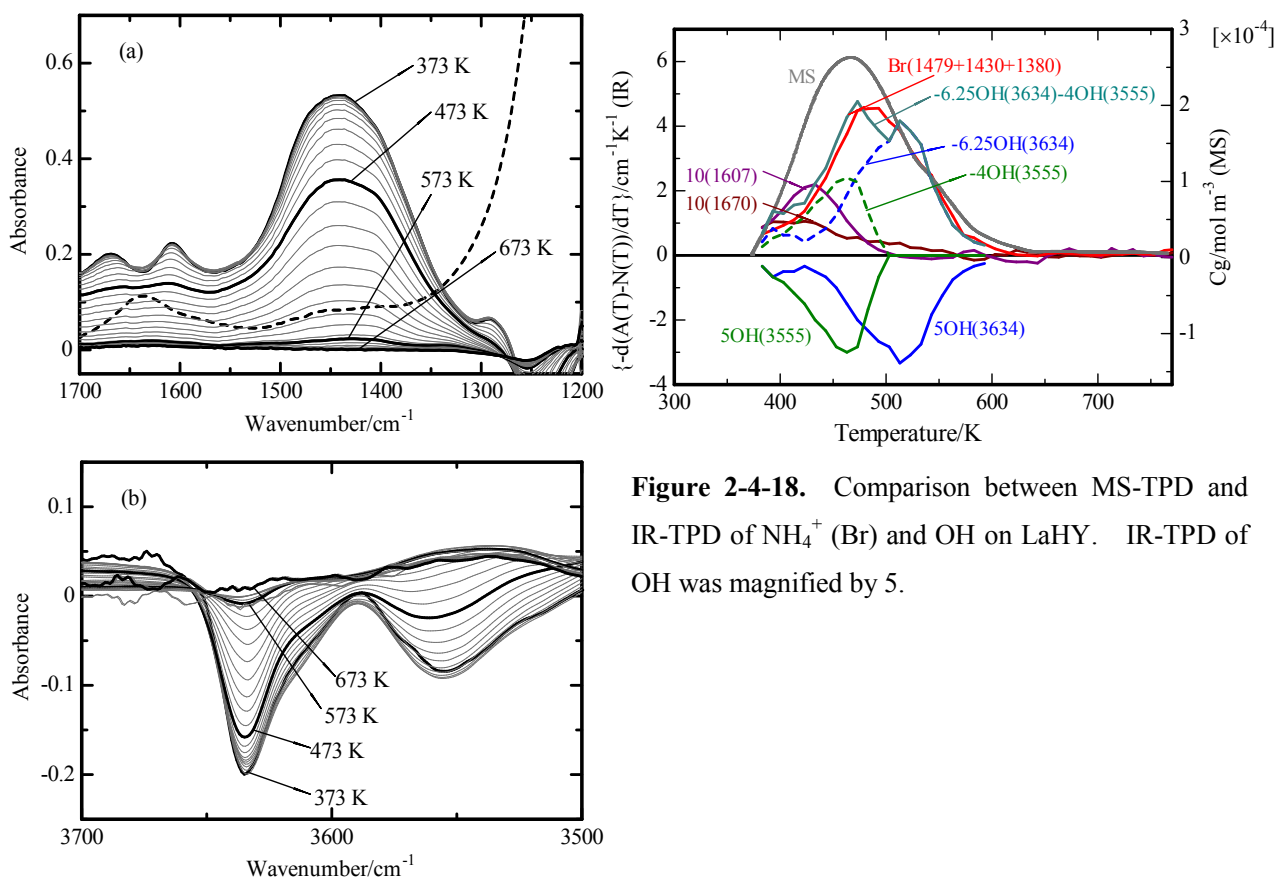 (a)
0.6
0.4
0.2
0
Absorbance
373 K
473 K
573 K
673 K
1700
1600
1500
1400
1300
1200
Wavenumber/cm⁻¹
6
4
2
0
-2
-4
{-d(A(T)-N(T))/dT}/cm⁻¹K⁻¹ (IR)
MS
Br(1479+1430+1380)
-6.25OH(3634)-4OH(3555)
-6.25OH(3634)
-4OH(3555)
10(1607)
10(1670)
5OH(3555)
5OH(3634)
3
2
1
0
-1
[×10⁻⁴]
Cg/mol m⁻³ (MS)
300
400
500
600
700
Temperature/K
(b)
0.1
0
-0.1
-0.2
Absorbance
673 K
573 K
473 K
373 K
3700
3600
3500
Wavenumber/cm⁻¹
Figure 2-4-18. Comparison between MS-TPD and
IR-TPD of NH₄⁺ (Br) and OH on LaHY. IR-TPD of
OH was magnified by 5.